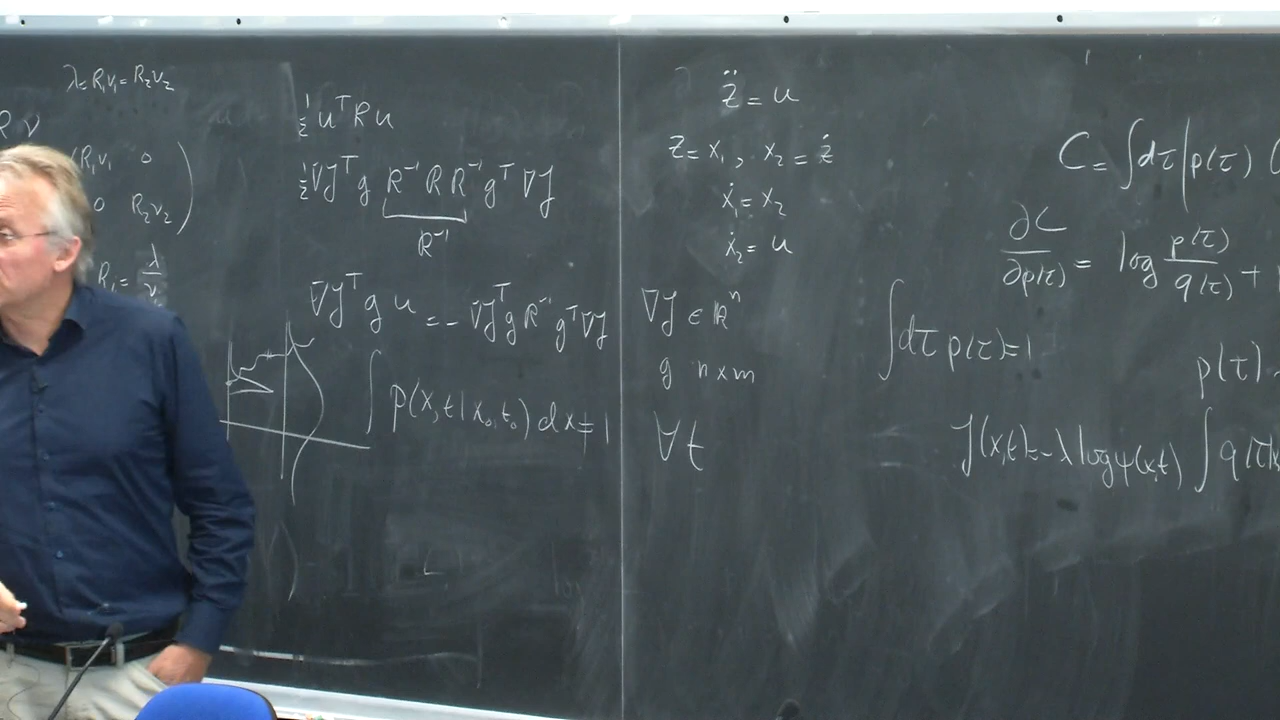 λ=R₁ν₁=R₂ν₂
R ν
(R₁ν₁ 0
0 R₂ν₂)
R₁ = λ/ν₁
½ uᵀRu
½∇Jᵀg R⁻¹ R R⁻¹ gᵀ ∇J
R⁻¹
∇Jᵀ g u = - ∇Jᵀ g R⁻¹ gᵀ ∇J
∫ p(x,t|x₀,t₀) dx = 1
z̈ = u
z = x₁, x₂ = ż
ẋ₁ = x₂
ẋ₂ = u
∇J ∈ ℝⁿ
g n×m
∀t
C = ∫dτ p(τ) (
∂C/∂p(τ) = log p(τ)/q(τ) +
∫dτ p(τ)=1
p(τ)
J(x,t)=-λ log ψ(x,t) ∫ q(τ|x